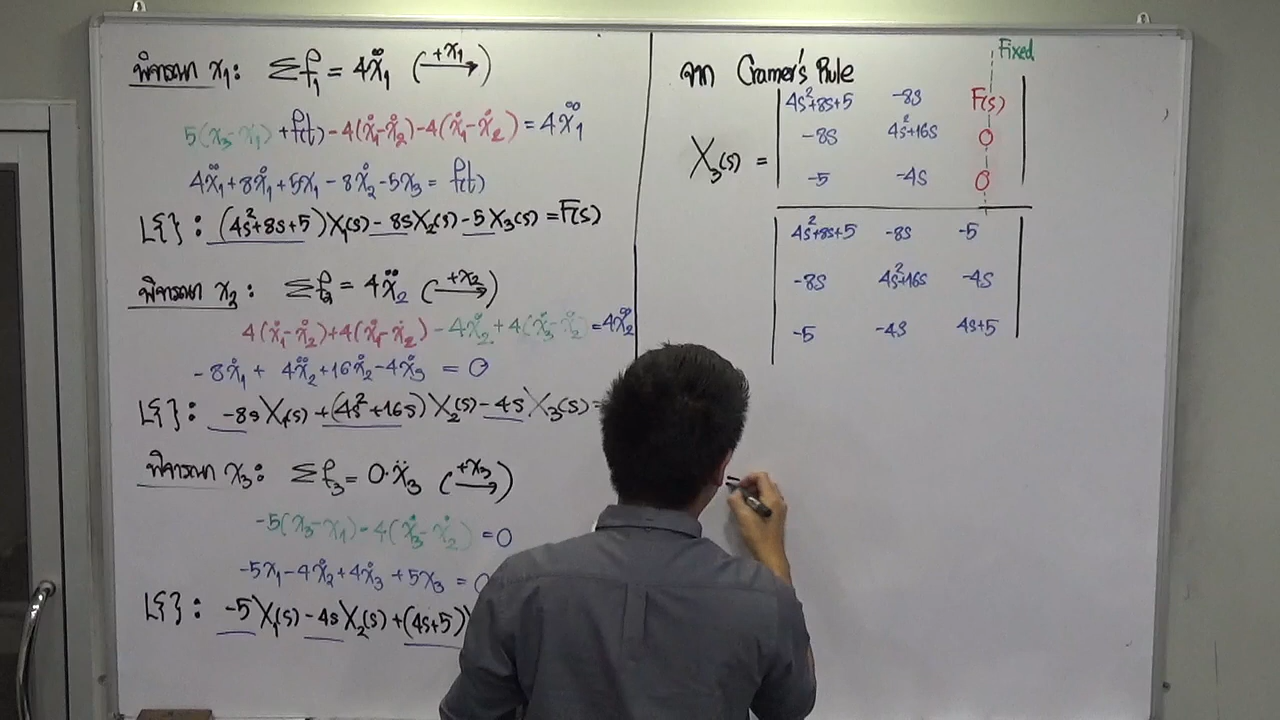 พิจารณา x₁: Σf₁ = 4ẍ₁ (+x₁→)
5(x₃-x₁)+f(t)-4(ẋ₁-ẋ₂)-4(ẋ₁-ẋ₂) = 4ẍ₁
4ẍ₁+8ẋ₁+5x₁-8ẋ₂-5x₃ = f(t)
L{ } : (4s²+8s+5)X₁(s)-8sX₂(s)-5X₃(s) = F(s)
พิจารณา x₂: Σf₂ = 4ẍ₂ (+x₂→)
4(ẋ₁-ẋ₂)+4(ẋ₁-ẋ₂)-4ẋ₂+4(ẋ₃-ẋ₂) = 4ẍ₂
-8ẋ₁+ 4ẍ₂+16ẋ₂-4ẋ₃ = 0
L{ } : -8sX₁(s)+(4s²+16s)X₂(s)-4sX₃(s) =
พิจารณา x₃: Σf₃ = 0·ẍ₃ (+x₃→)
-5(x₃-x₁)-4(ẋ₃-ẋ₂) = 0
-5x₁-4ẋ₂+4ẋ₃+5x₃ = 0
L{ } : -5X₁(s)-4sX₂(s)+(4s+5)
Fixed
จาก Cramer's Rule
4s²+8s+5 -8s F(s)
-8s 4s²+16s 0
X₃(s) =
-5 -4s 0
4s²+8s+5 -8s -5
-8s 4s²+16s -4s
-5 -4s 4s+5
=